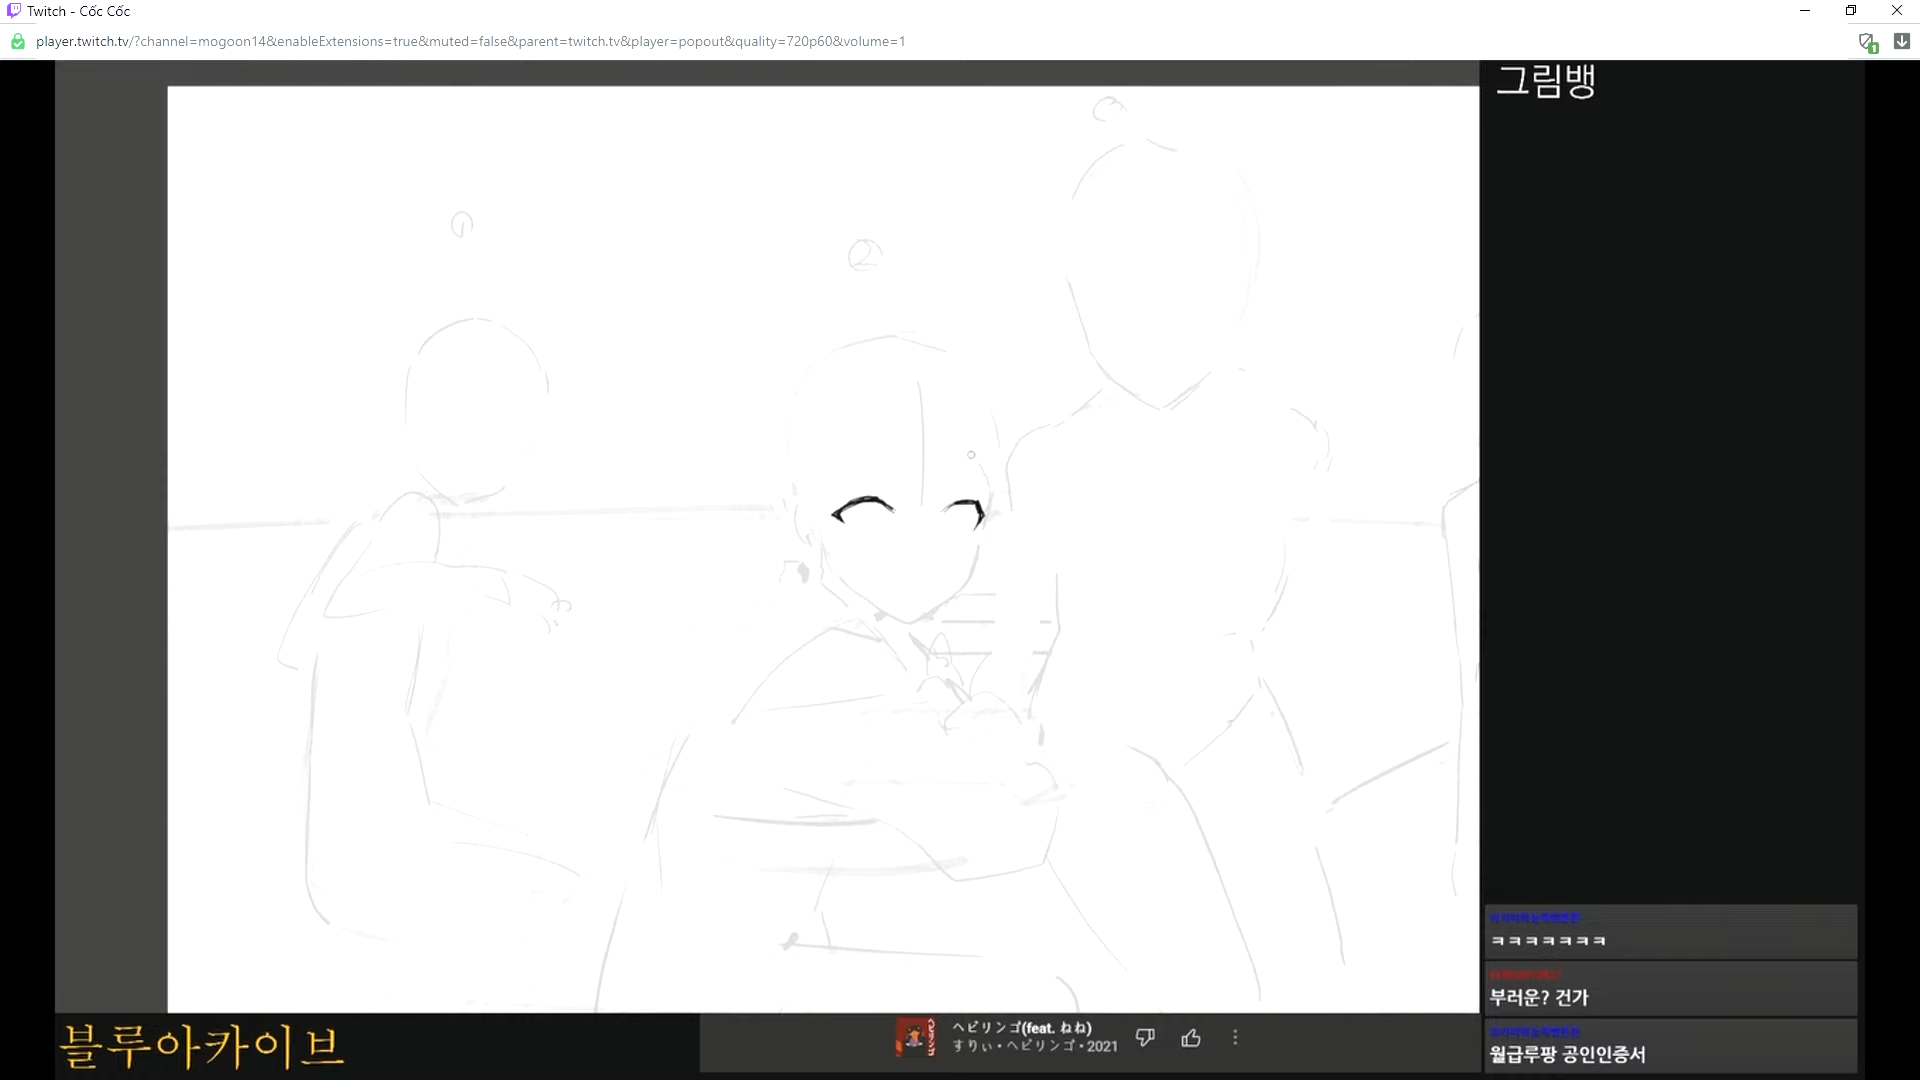 Twitch - Cốc Cốc
player.twitch.tv/?channel=mogoon14&enableExtensions=true&muted=false&parent=twitch.tv&player=popout&quality=720p60&volume=1
1
그림뱅
①
②
ㅋㅋㅋㅋㅋㅋㅋ
부러운? 건가
월급루팡 공인인증서
블루아카이브
ヘビリンゴ(feat. ねね)
すりぃ • ヘビリンゴ • 2021